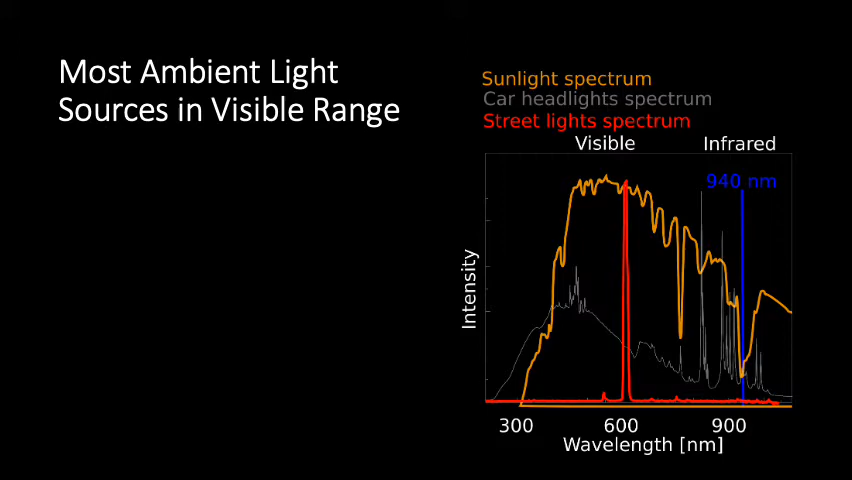 Most Ambient Light
Sources in Visible Range
Sunlight spectrum
Car headlights spectrum
Street lights spectrum
Visible
Infrared
940 nm
Intensity
300
600
900
Wavelength [nm]